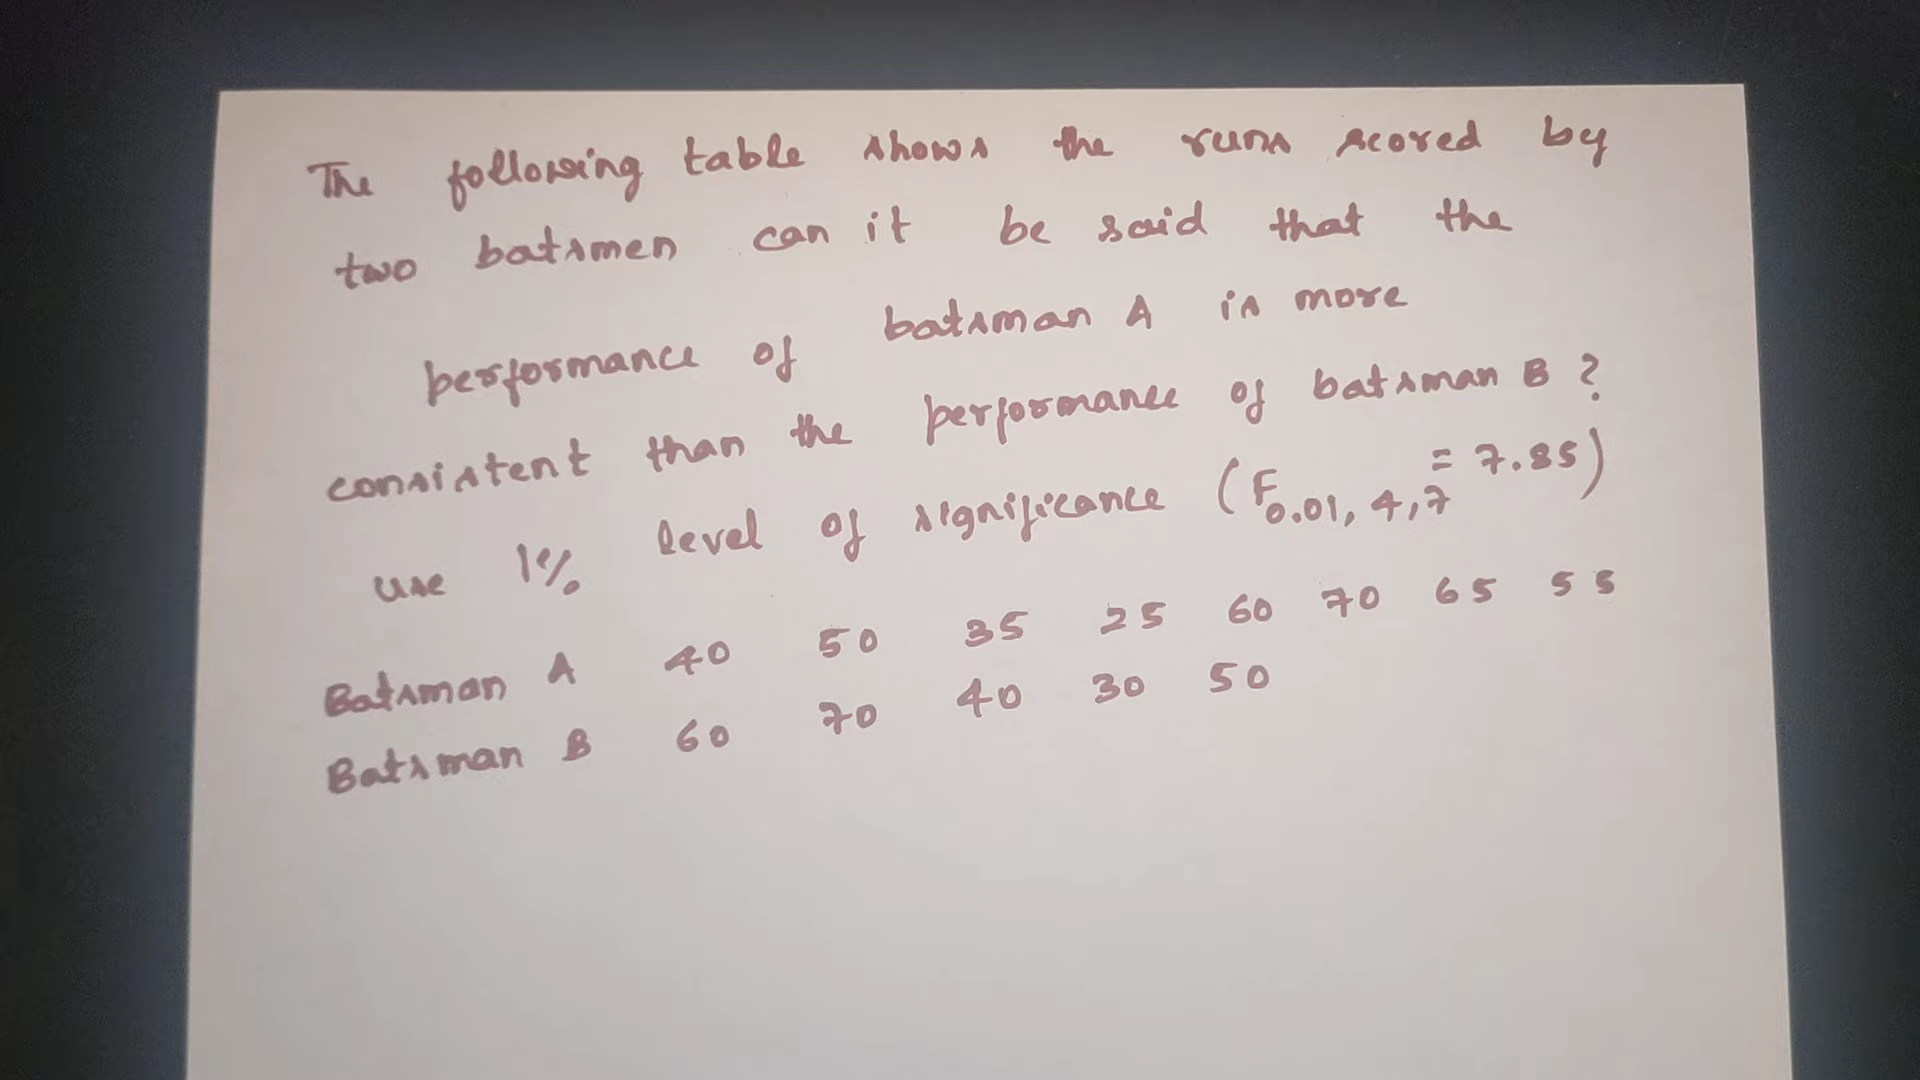 The following table shows the runs scored by
two batsmen can it be said that the
performance of batsman A is more
consistent than the performance of batsman B ?
use 1% level of significance (F0.01, 4,7 = 7.85)
Batsman A 40 50 35 25 60 70 65 55
Batsman B 60 70 40 30 50